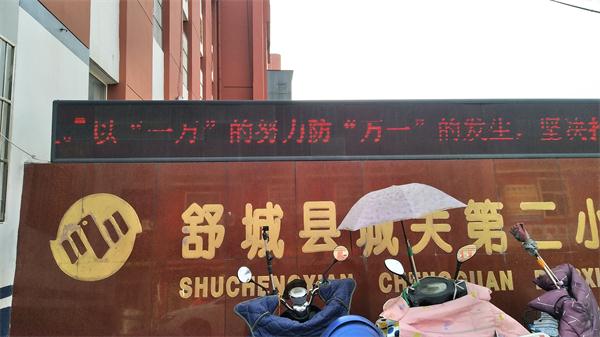 ”以“一万”的努力防“万一”的发生，坚决
舒城县城关第二小
SHUCHENGXIAN CHENGGUAN